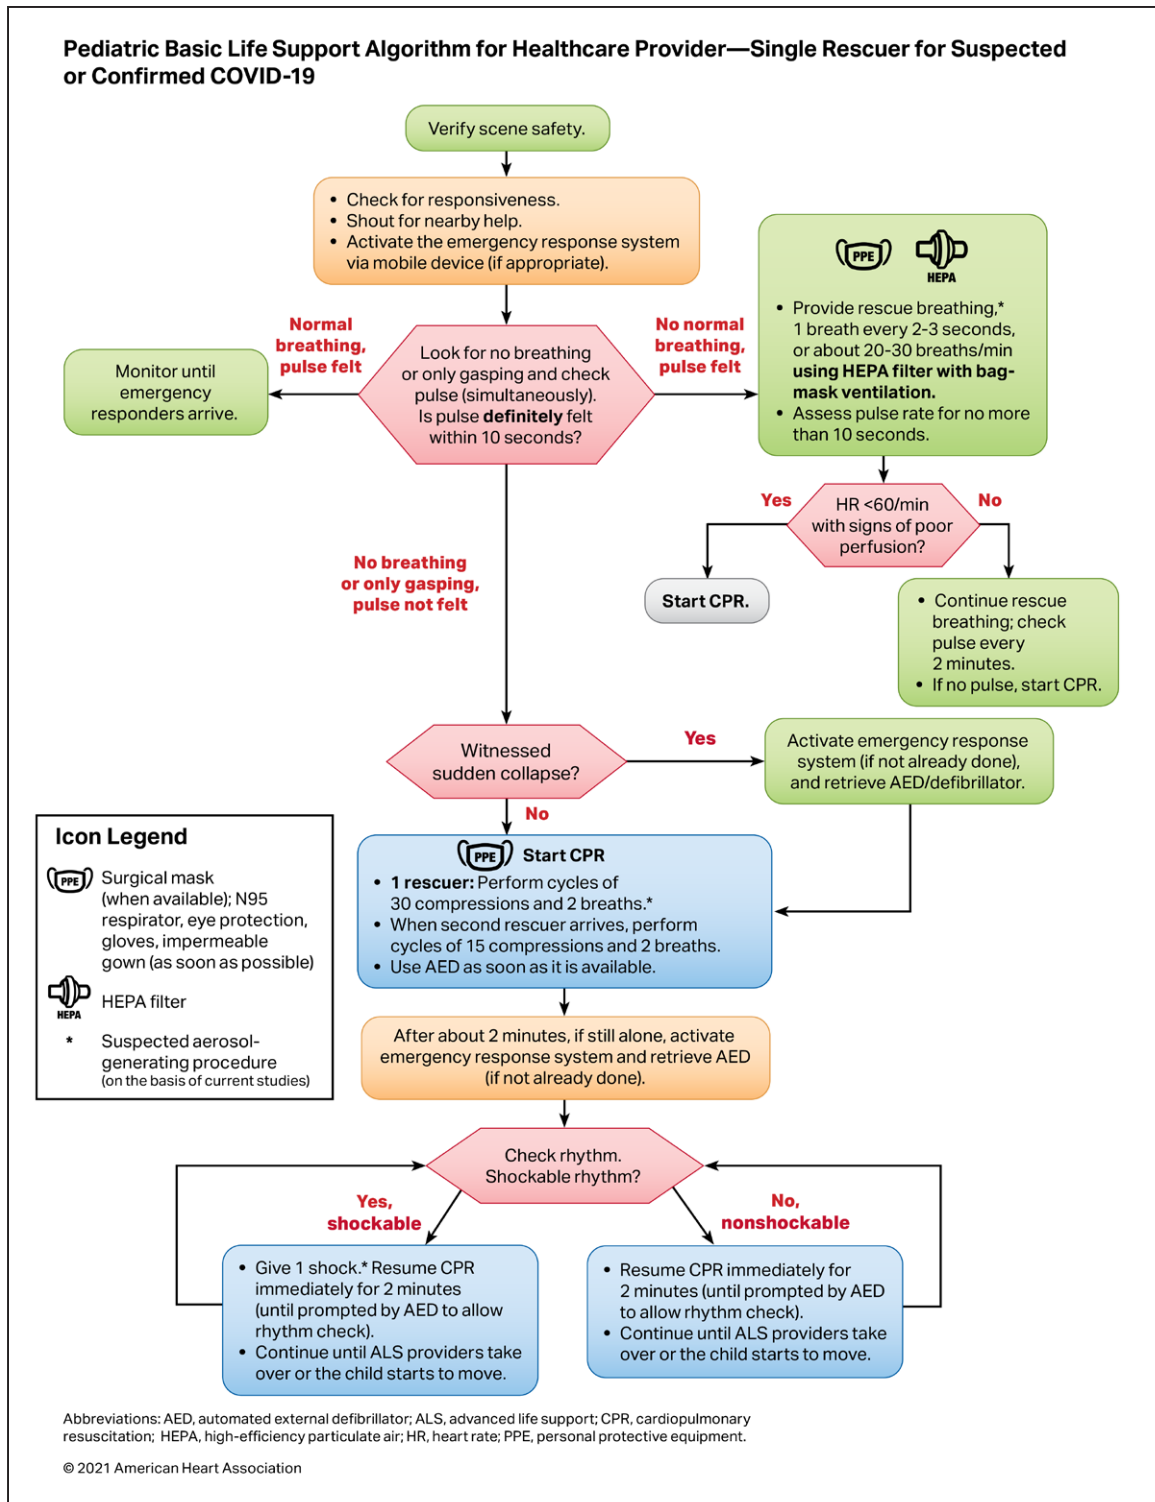 Pediatric Basic Life Support Algorithm for Healthcare Provider—Single Rescuer for Suspected
or Confirmed COVID-19
Verify scene safety.
• Check for responsiveness.
• Shout for nearby help.
• Activate the emergency response system
via mobile device (if appropriate).
Normal
breathing,
pulse felt
Look for no breathing
or only gasping and check
pulse (simultaneously).
Is pulse definitely felt
within 10 seconds?
No normal
breathing,
pulse felt
Monitor until
emergency
responders arrive.
PPE
HEPA
• Provide rescue breathing,*
1 breath every 2-3 seconds,
or about 20-30 breaths/min
using HEPA filter with bag-
mask ventilation.
• Assess pulse rate for no more
than 10 seconds.
Yes
HR <60/min
with signs of poor
perfusion?
No
Start CPR.
• Continue rescue
breathing; check
pulse every
2 minutes.
• If no pulse, start CPR.
No breathing
or only gasping,
pulse not felt
Witnessed
sudden collapse?
Yes
Activate emergency response
system (if not already done),
and retrieve AED/defibrillator.
No
PPE Start CPR
• 1 rescuer: Perform cycles of
30 compressions and 2 breaths.*
• When second rescuer arrives, perform
cycles of 15 compressions and 2 breaths.
• Use AED as soon as it is available.
Icon Legend
PPE
Surgical mask
(when available); N95
respirator, eye protection,
gloves, impermeable
gown (as soon as possible)
HEPA
HEPA filter
* Suspected aerosol-
generating procedure
(on the basis of current studies)
After about 2 minutes, if still alone, activate
emergency response system and retrieve AED
(if not already done).
Check rhythm.
Shockable rhythm?
Yes,
shockable
No,
nonshockable
• Give 1 shock.* Resume CPR
immediately for 2 minutes
(until prompted by AED to allow
rhythm check).
• Continue until ALS providers take
over or the child starts to move.
• Resume CPR immediately for
2 minutes (until prompted by AED
to allow rhythm check).
• Continue until ALS providers take
over or the child starts to move.
Abbreviations: AED, automated external defibrillator; ALS, advanced life support; CPR, cardiopulmonary
resuscitation; HEPA, high-efficiency particulate air; HR, heart rate; PPE, personal protective equipment.
© 2021 American Heart Association